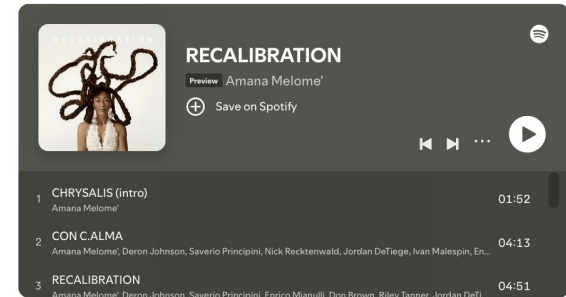 RECALIBRATION
RECALIBRATION
Preview Amana Melome'
Save on Spotify
1 CHRYSALIS (intro) 01:52
Amana Melome'
2 CON C.ALMA 04:13
Amana Melome', Deron Johnson, Saverio Principini, Nick Recktenwald, Jordan DeTiege, Ivan Malespin, En...
3 RECALIBRATION 04:51
Amana Melome', Deron Johnson, Saverio Principini, Enrico Mianulli, Don Brown, Riley Tanner, Jordan DeTi